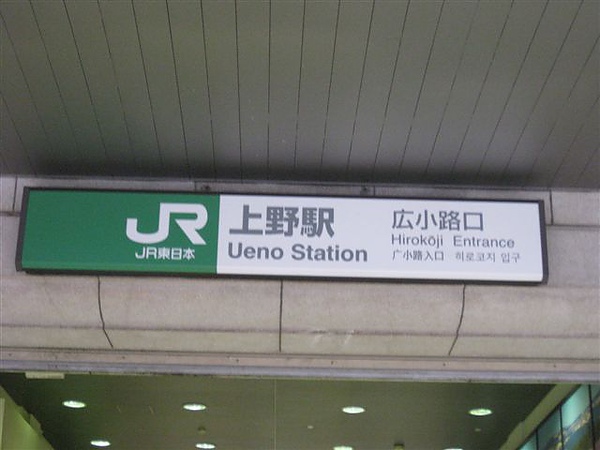 JR
JR東日本
上野駅
Ueno Station
広小路口
Hirokōji Entrance
广小路入口 히로코지 입구